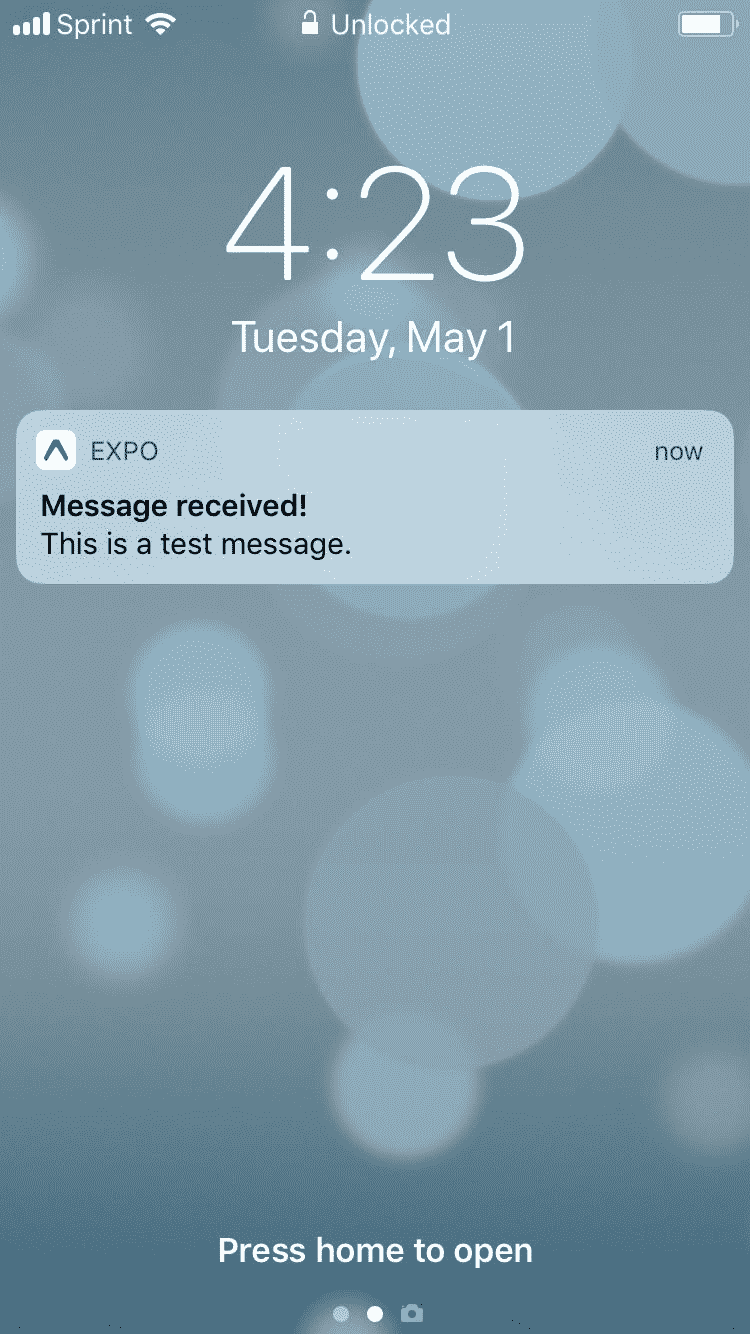 Sprint Unlocked
4:23
Tuesday, May 1
EXPO now
Message received!
This is a test message.
Press home to open